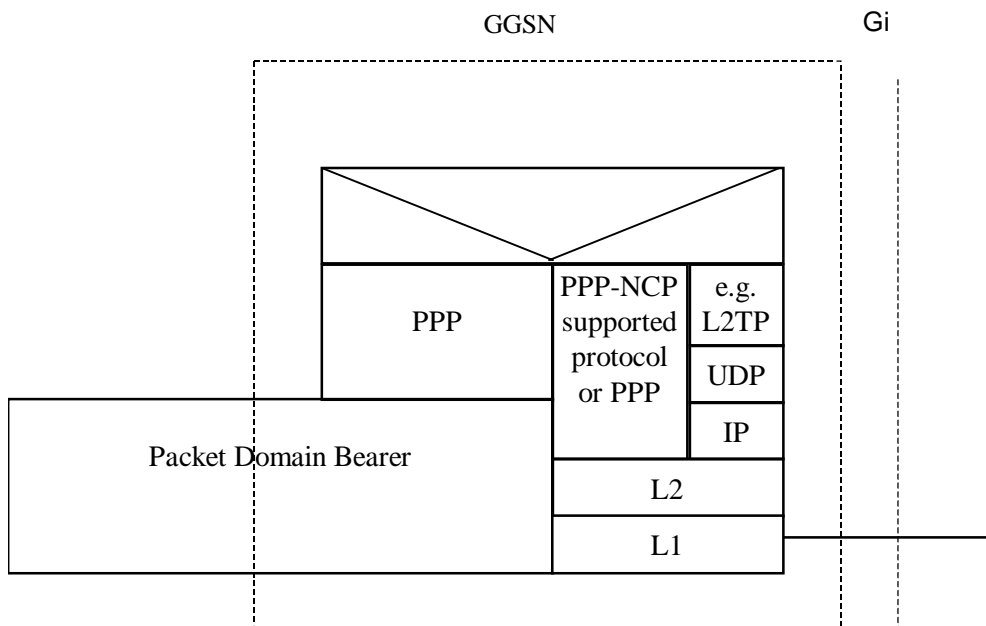 GGSN
Gi
PPP
PPP-NCP
supported
protocol
or PPP
e.g.
L2TP
UDP
IP
Packet Domain Bearer
L2
L1